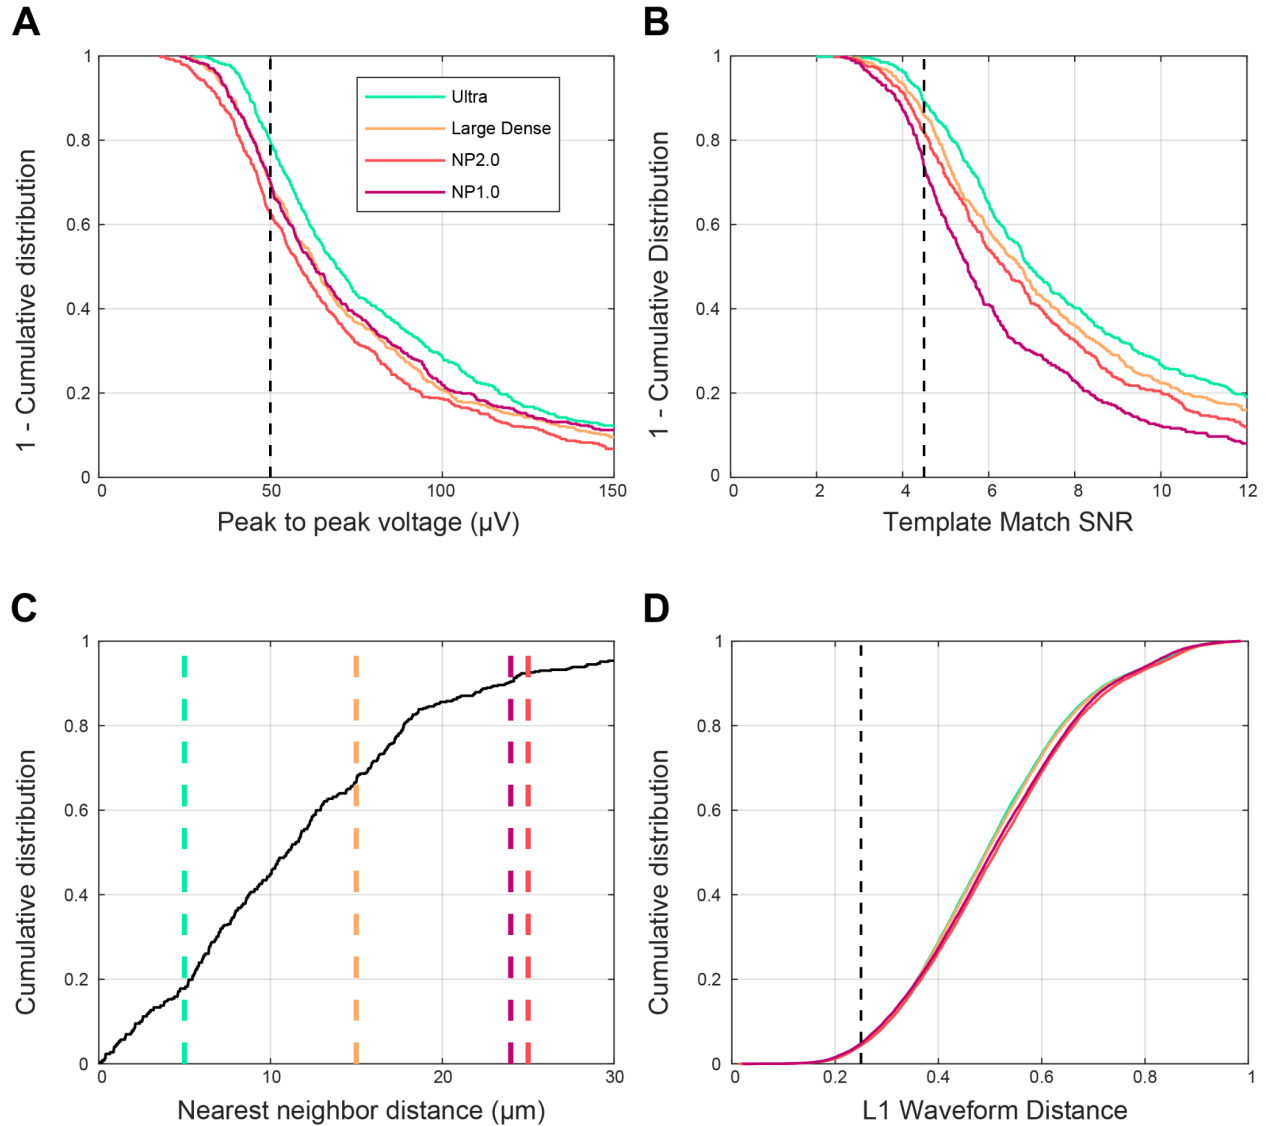 A
1 - Cumulative distribution
1
0.8
0.6
0.4
0.2
0
0 50 100 150
Peak to peak voltage (μV)
Ultra
Large Dense
NP2.0
NP1.0
B
1 - Cumulative Distribution
1
0.8
0.6
0.4
0.2
0
0 2 4 6 8 10 12
Template Match SNR
C
Cumulative distribution
1
0.8
0.6
0.4
0.2
0
0 10 20 30
Nearest neighbor distance (μm)
D
Cumulative distribution
1
0.8
0.6
0.4
0.2
0
0 0.2 0.4 0.6 0.8 1
L1 Waveform Distance